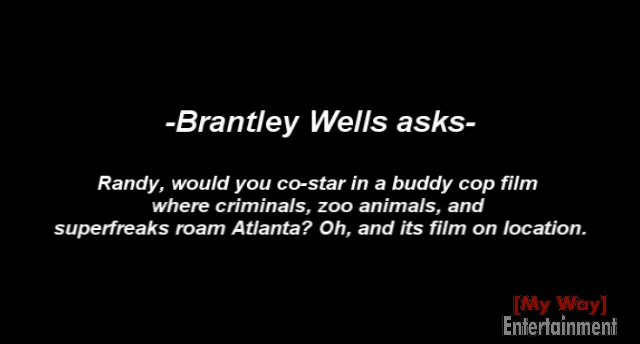 -Brantley Wells asks-
Randy, would you co-star in a buddy cop film
where criminals, zoo animals, and
superfreaks roam Atlanta? Oh, and its film on location.
[My Way]
Entertainment